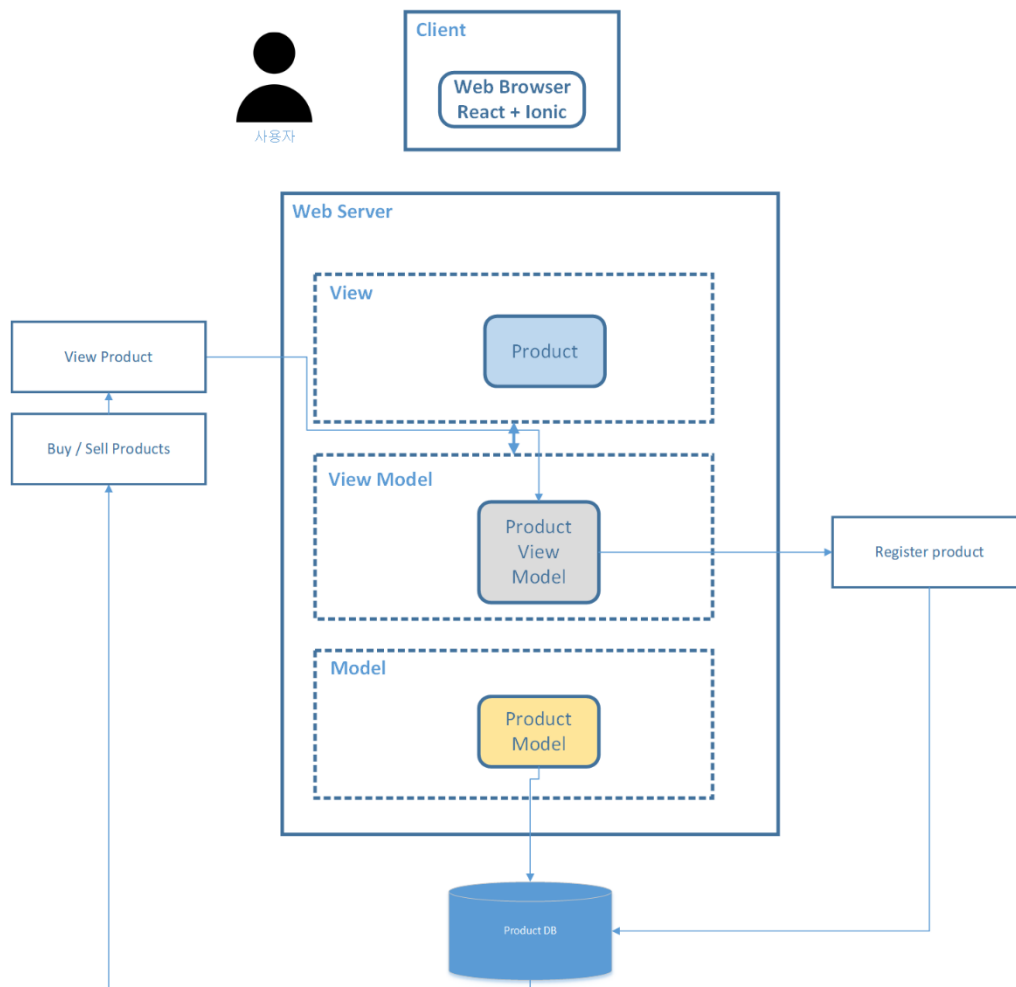 Client
Web Browser
React + Ionic
사용자
Web Server
View
Product
View Product
Buy / Sell Products
View Model
Product
View
Model
Register product
Model
Product
Model
Product DB